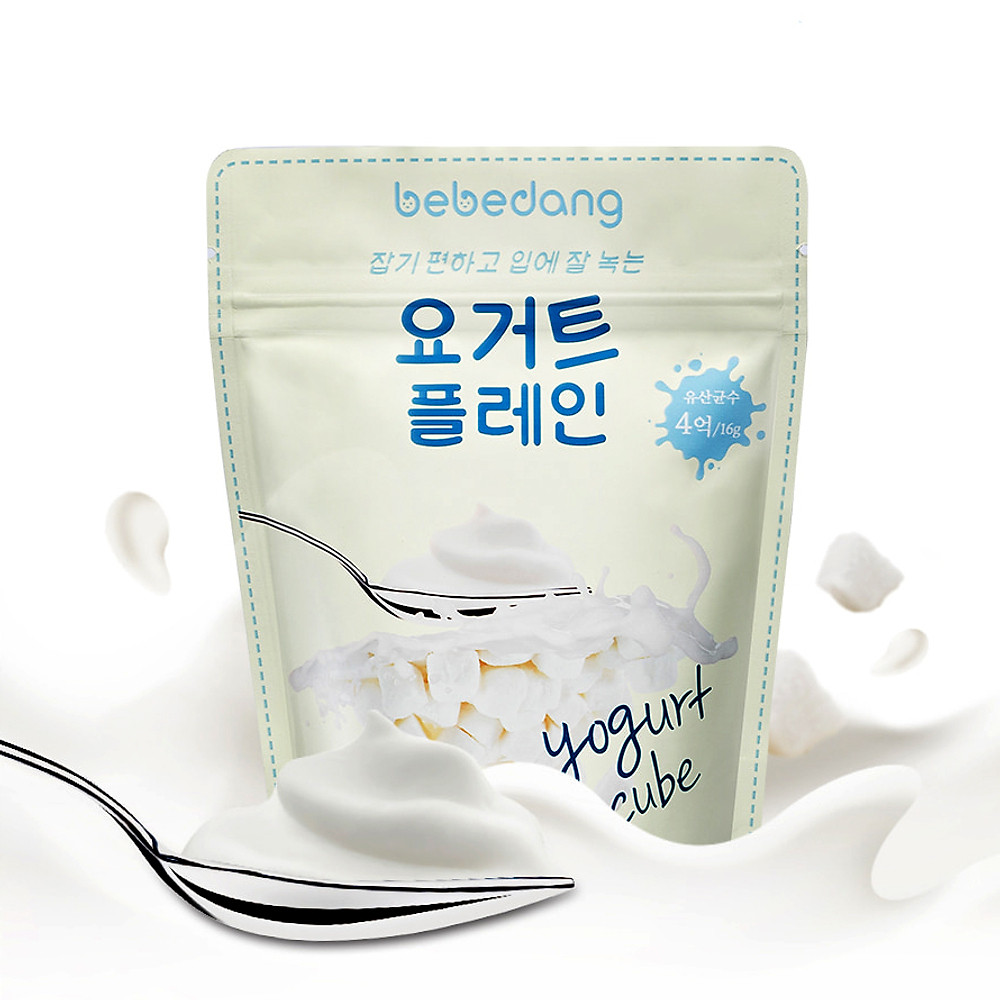 bebedang
잡기 편하고 입에 잘 녹는
요거트
플레인
유산균수
4억/16g
yogurt
cube